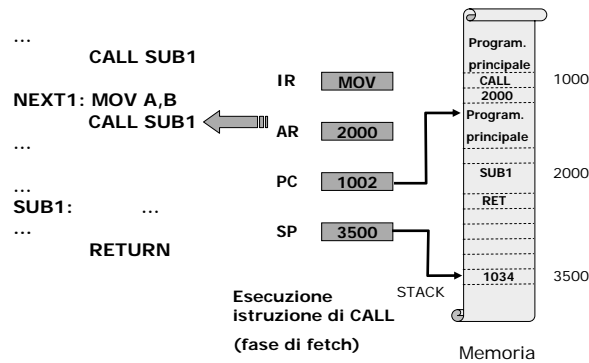 ...
CALL SUB1
NEXT1: MOV A,B
CALL SUB1
...
...
SUB1: ...
...
RETURN
IR MOV
AR 2000
PC 1002
SP 3500
STACK
Esecuzione
istruzione di CALL
(fase di fetch)
Program.
principale
CALL 1000
2000
Program.
principale
SUB1 2000
RET
1034 3500
Memoria